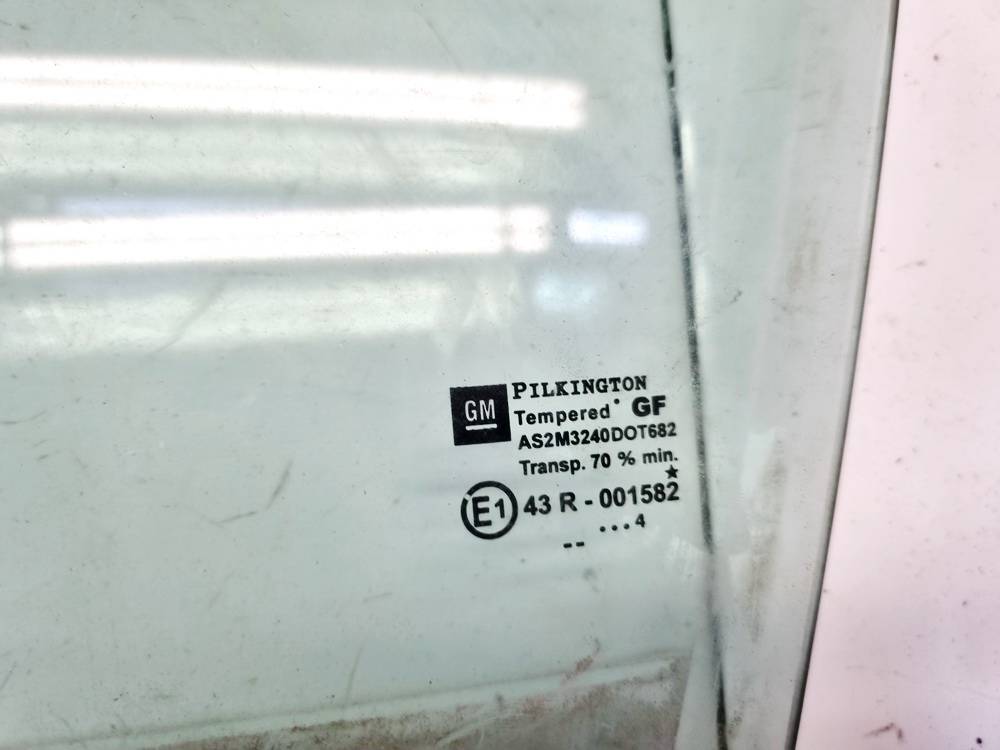 GM
PILKINGTON
Tempered GF
AS2M3240DOT682
Transp. 70 % min.
E1 43 R - 001582
...4
--